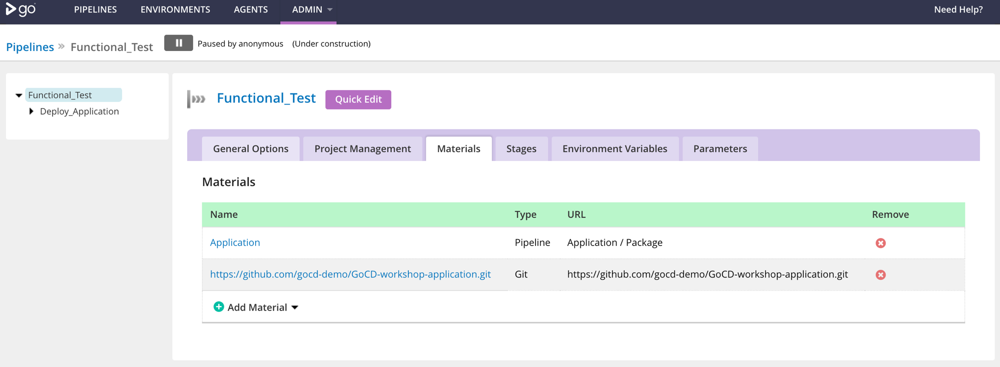 go PIPELINES ENVIRONMENTS AGENTS ADMIN Need Help?
Pipelines » Functional_Test Paused by anonymous (Under construction)
Functional_Test
Deploy_Application
Functional_Test Quick Edit
General Options Project Management Materials Stages Environment Variables Parameters
Materials
Name Type URL Remove
Application Pipeline Application / Package
https://github.com/gocd-demo/GoCD-workshop-application.git Git https://github.com/gocd-demo/GoCD-workshop-application.git
Add Material